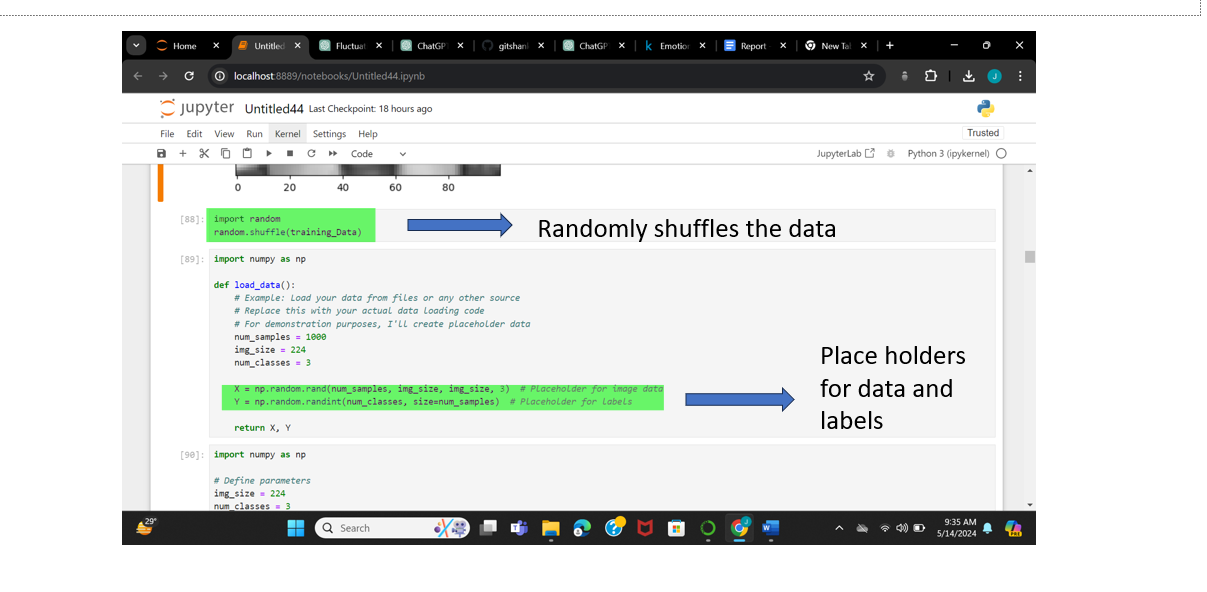 Home
Untitled
Fluctuat
ChatGP
gitshani
ChatGP
Emotion
Report
New Tal
localhost:8889/notebooks/Untitled44.ipynb
J
jupyter Untitled44 Last Checkpoint: 18 hours ago
File Edit View Run Kernel Settings Help Trusted
Code JupyterLab Python 3 (ipykernel)
0 20 40 60 80
[88]: import random
random.shuffle(training_Data)
Randomly shuffles the data
[89]: import numpy as np
def load_data():
# Example: Load your data from files or any other source
# Replace this with your actual data loading code
# For demonstration purposes, I'll create placeholder data
num_samples = 1000
img_size = 224
num_classes = 3
X = np.random.rand(num_samples, img_size, img_size, 3) # Placeholder for image data
Y = np.random.randint(num_classes, size=num_samples) # Placeholder for labels
return X, Y
Place holders
for data and
labels
[90]: import numpy as np
# Define parameters
img_size = 224
num_classes = 3
29°
Search
9:35 AM
5/14/2024